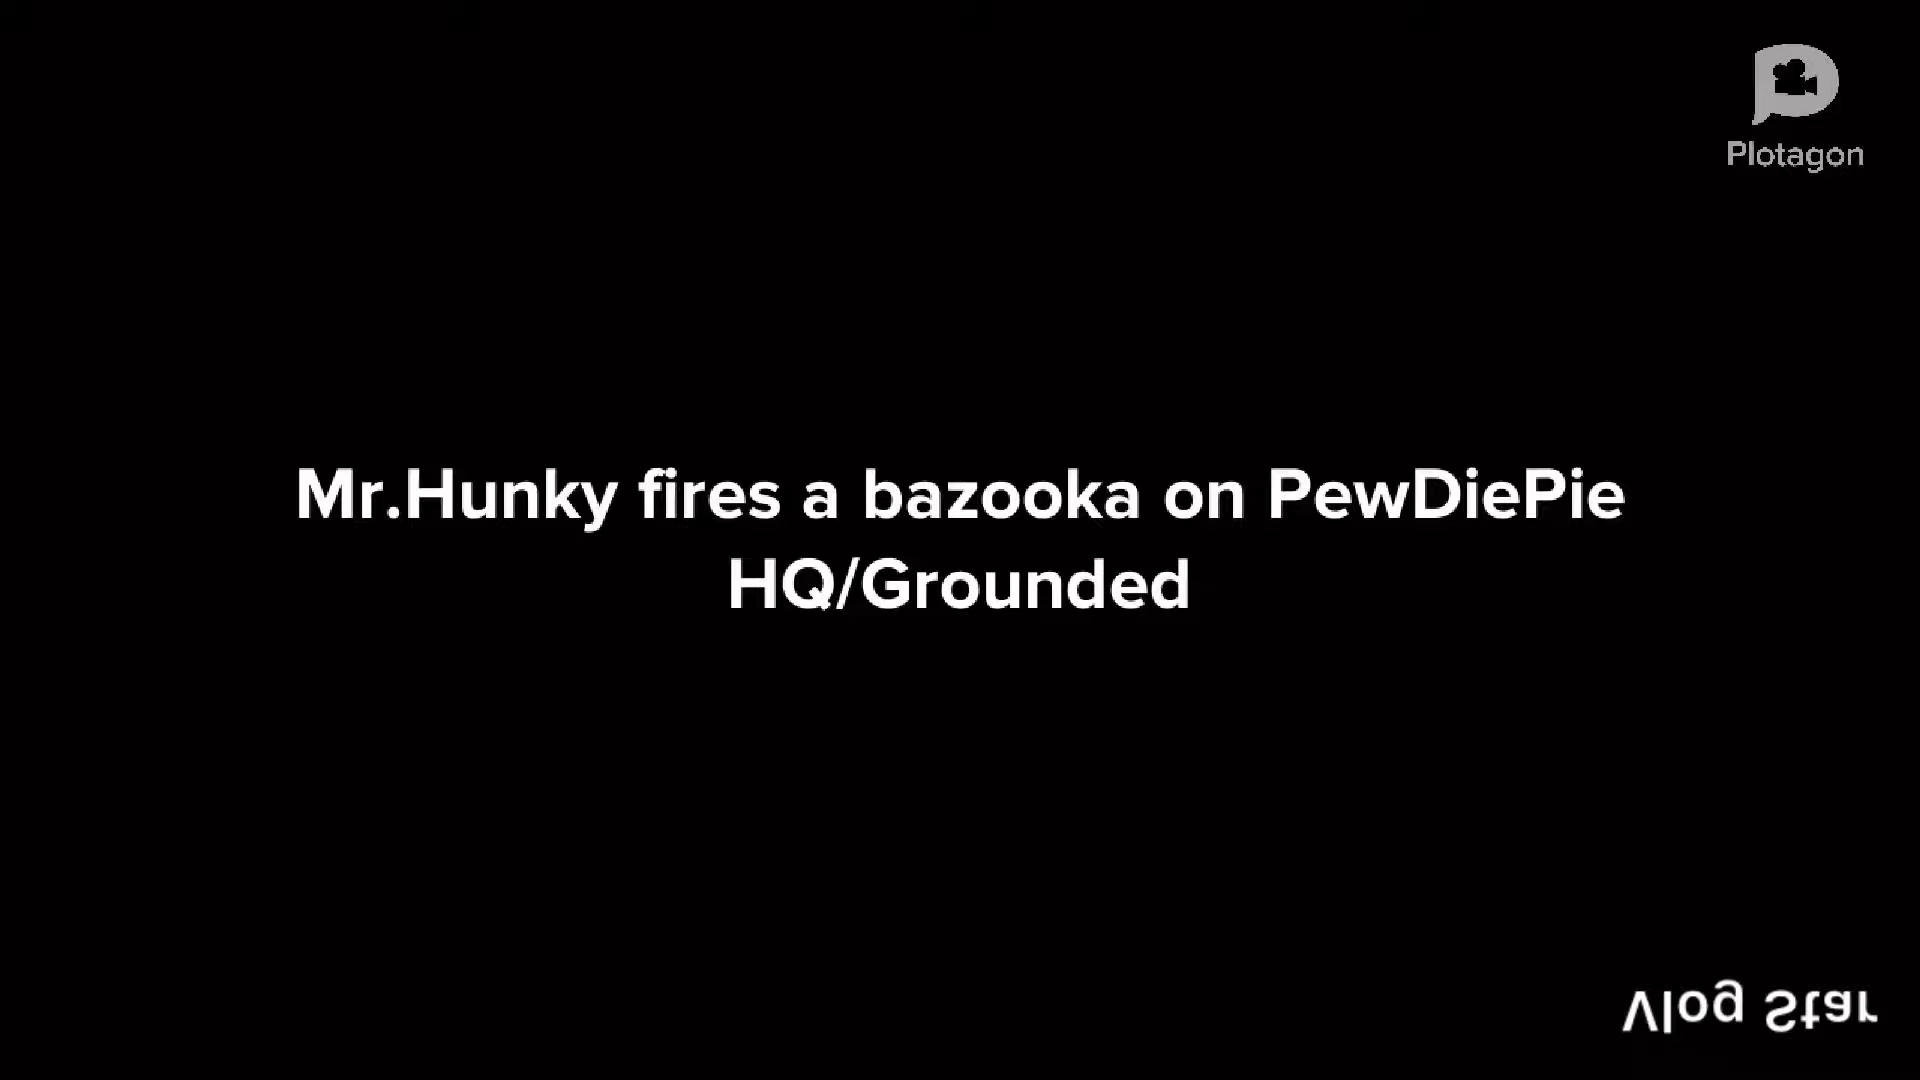 Plotagon
Mr.Hunky fires a bazooka on PewDiePie
HQ/Grounded
Vlog Star